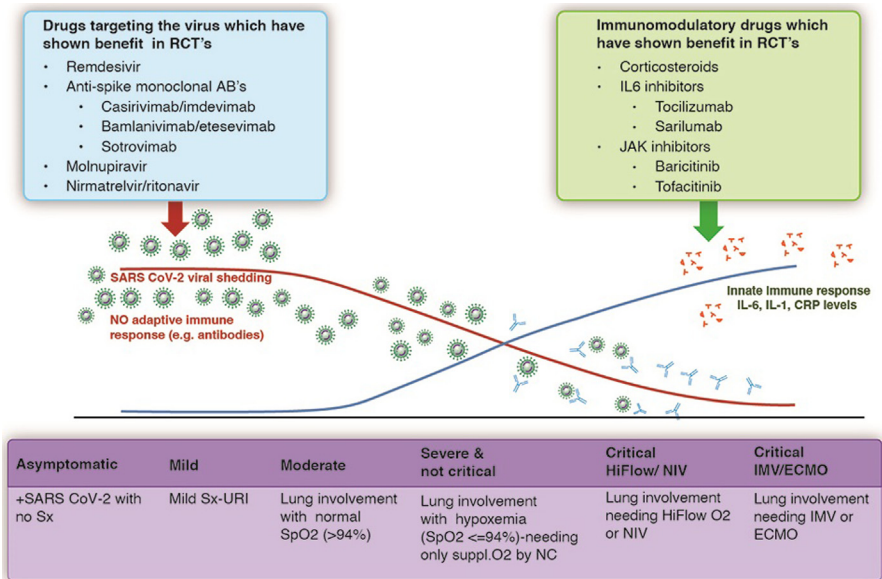 Drugs targeting the virus which have
shown benefit in RCT's
• Remdesivir
• Anti-spike monoclonal AB's
• Casirivimab/imdevimab
• Bamlanivimab/etesevimab
• Sotrovimab
• Molnupiravir
• Nirmatrelvir/ritonavir
Immunomodulatory drugs which
have shown benefit in RCT's
• Corticosteroids
• IL6 inhibitors
• Tocilizumab
• Sarilumab
• JAK inhibitors
• Baricitinib
• Tofacitinib
SARS CoV-2 viral shedding
NO adaptive immune
response (e.g. antibodies)
Innate Immune response
IL-6, IL-1, CRP levels
Asymptomatic
+SARS CoV-2 with
no Sx
Mild
Mild Sx-URI
Moderate
Lung involvement
with normal
SpO2 (>94%)
Severe &
not critical
Lung involvement
with hypoxemia
(SpO2 <=94%)-needing
only suppl.O2 by NC
Critical
HiFlow/ NIV
Lung involvement
needing HiFlow O2
or NIV
Critical
IMV/ECMO
Lung involvement
needing IMV or
ECMO